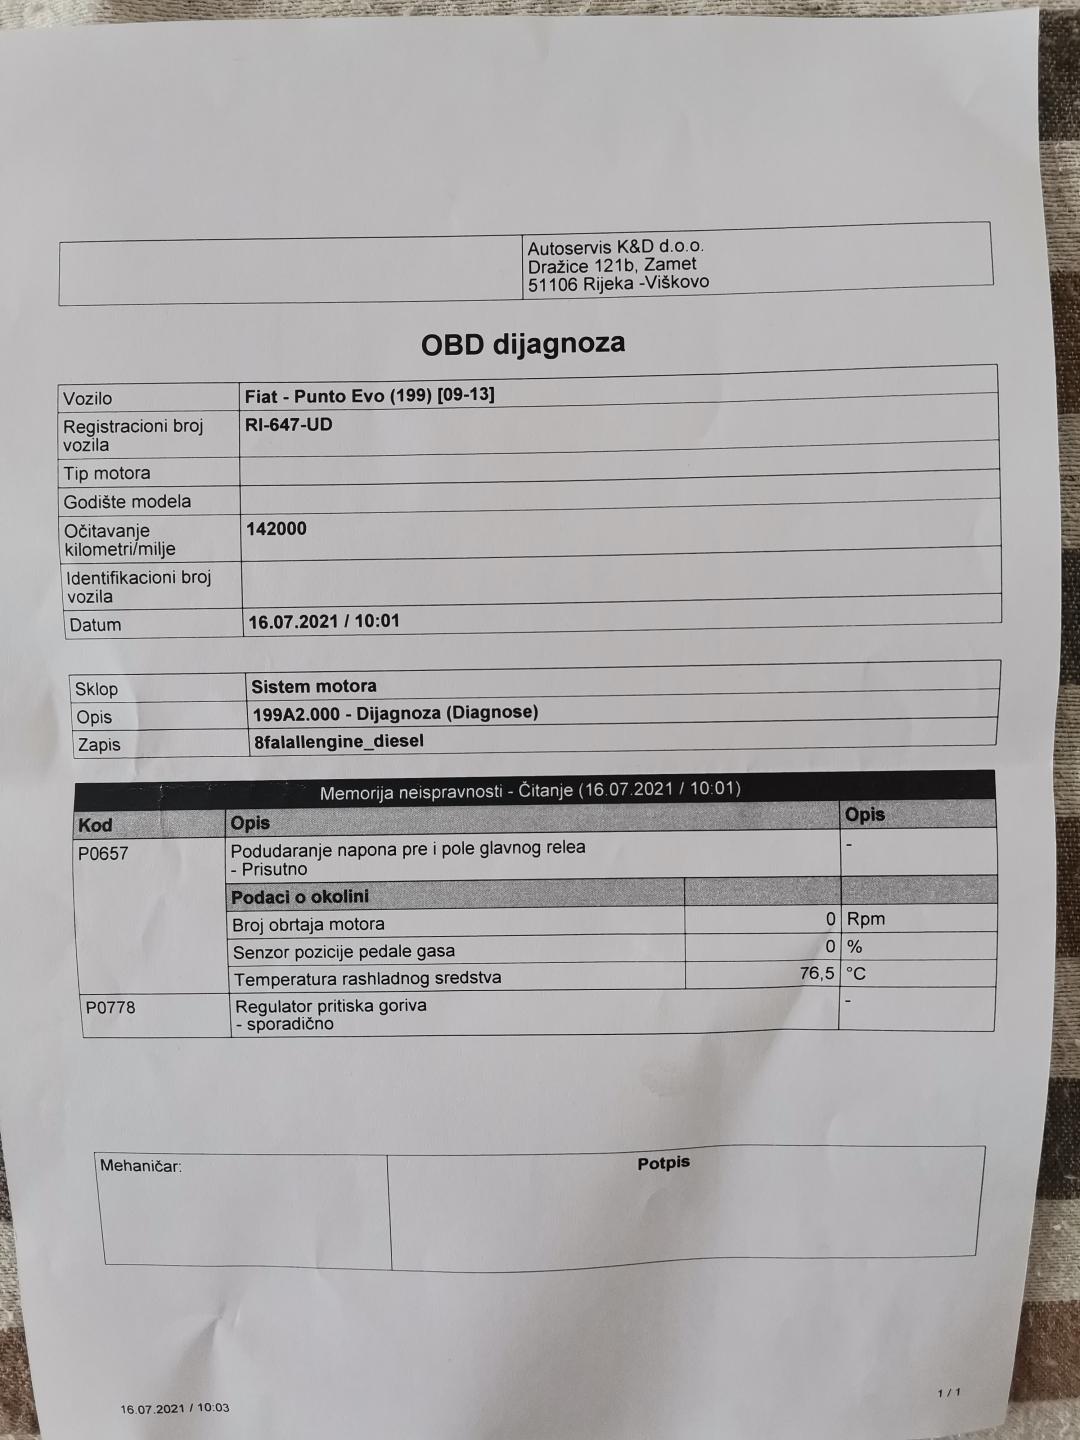 Autoservis K&D d.o.o.
Dražice 121b, Zamet
51106 Rijeka -Viškovo
OBD dijagnoza
Vozilo Fiat - Punto Evo (199) [09-13]
Registracioni broj vozila RI-647-UD
Tip motora
Godište modela
Očitavanje kilometri/milje 142000
Identifikacioni broj vozila
Datum 16.07.2021 / 10:01
Sklop Sistem motora
Opis 199A2.000 - Dijagnoza (Diagnose)
Zapis 8falallengine_diesel
Memorija neispravnosti - Čitanje (16.07.2021 / 10:01)
Kod Opis Opis
P0657 Podudaranje napona pre i pole glavnog relea -
- Prisutno
Podaci o okolini
Broj obrtaja motora 0 Rpm
Senzor pozicije pedale gasa 0 %
Temperatura rashladnog sredstva 76,5 °C
P0778 Regulator pritiska goriva -
- sporadično
Mehaničar: Potpis
16.07.2021 / 10:03 1 / 1